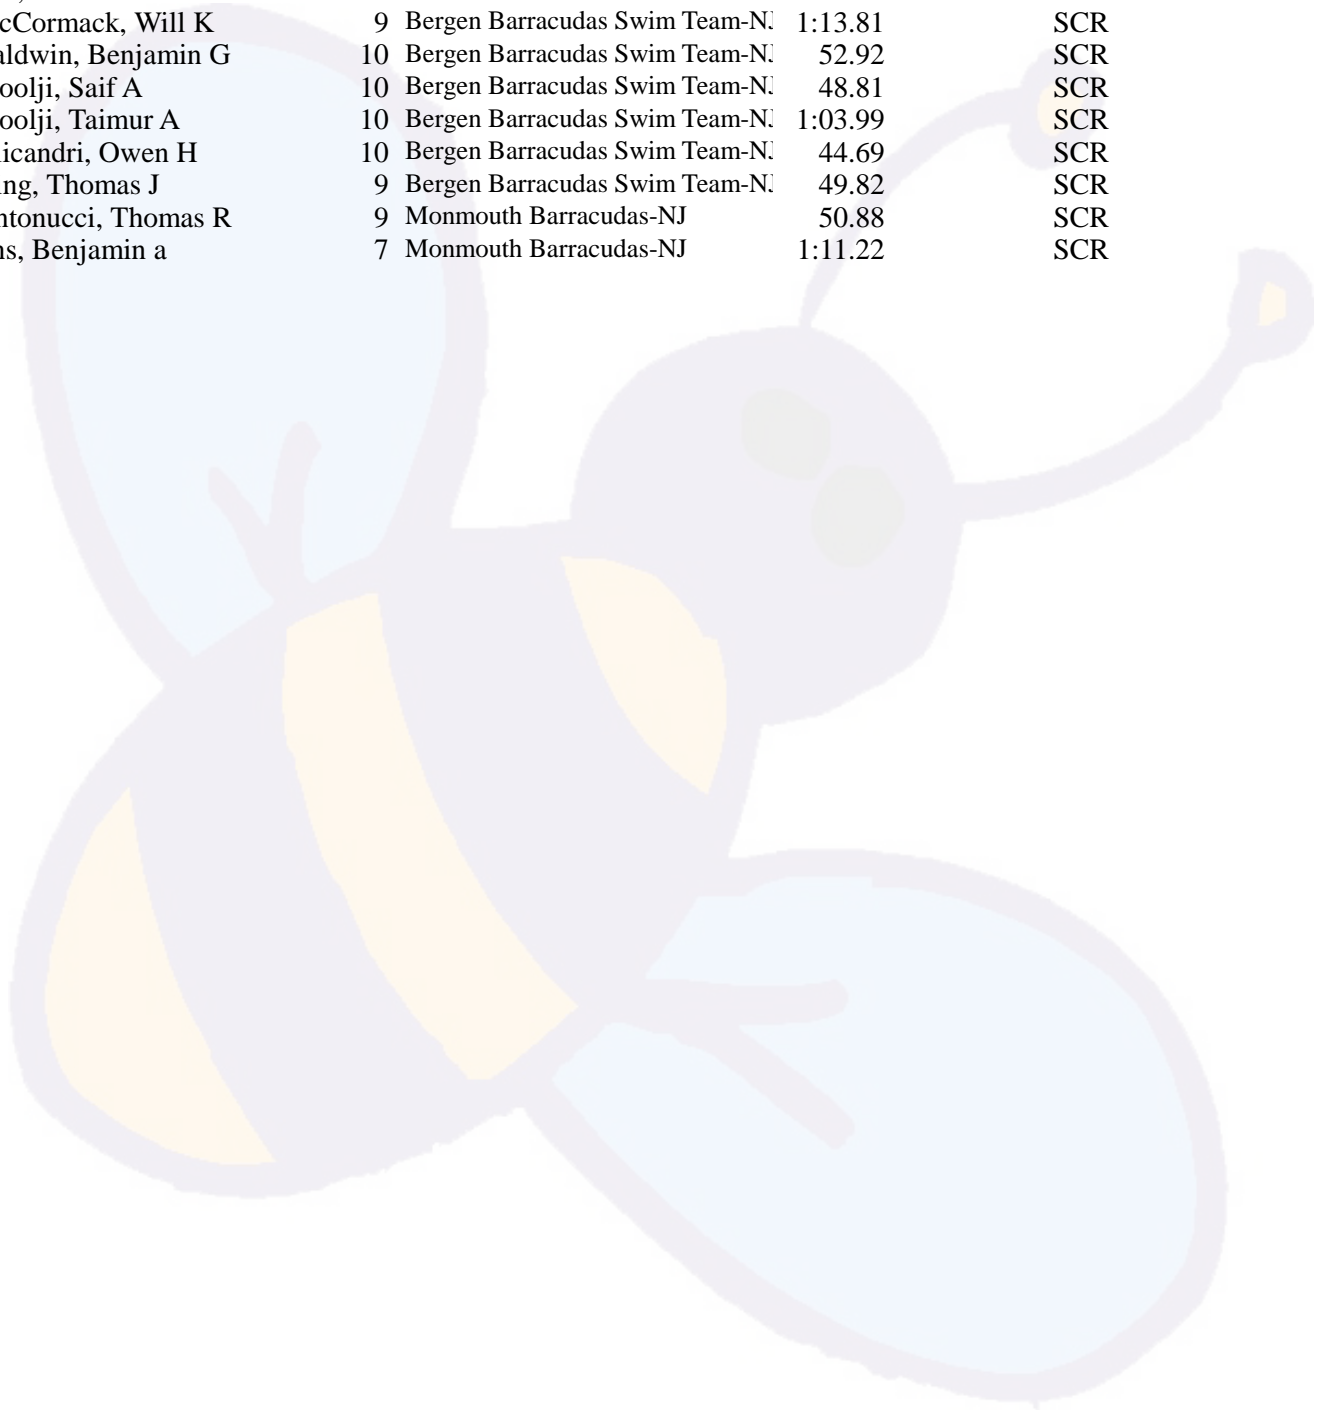 cCormack, Will K 9 Bergen Barracudas Swim Team-NJ 1:13.81 SCR
aldwin, Benjamin G 10 Bergen Barracudas Swim Team-NJ 52.92 SCR
oolji, Saif A 10 Bergen Barracudas Swim Team-NJ 48.81 SCR
oolji, Taimur A 10 Bergen Barracudas Swim Team-NJ 1:03.99 SCR
licandri, Owen H 10 Bergen Barracudas Swim Team-NJ 44.69 SCR
ing, Thomas J 9 Bergen Barracudas Swim Team-NJ 49.82 SCR
ntonucci, Thomas R 9 Monmouth Barracudas-NJ 50.88 SCR
ns, Benjamin a 7 Monmouth Barracudas-NJ 1:11.22 SCR